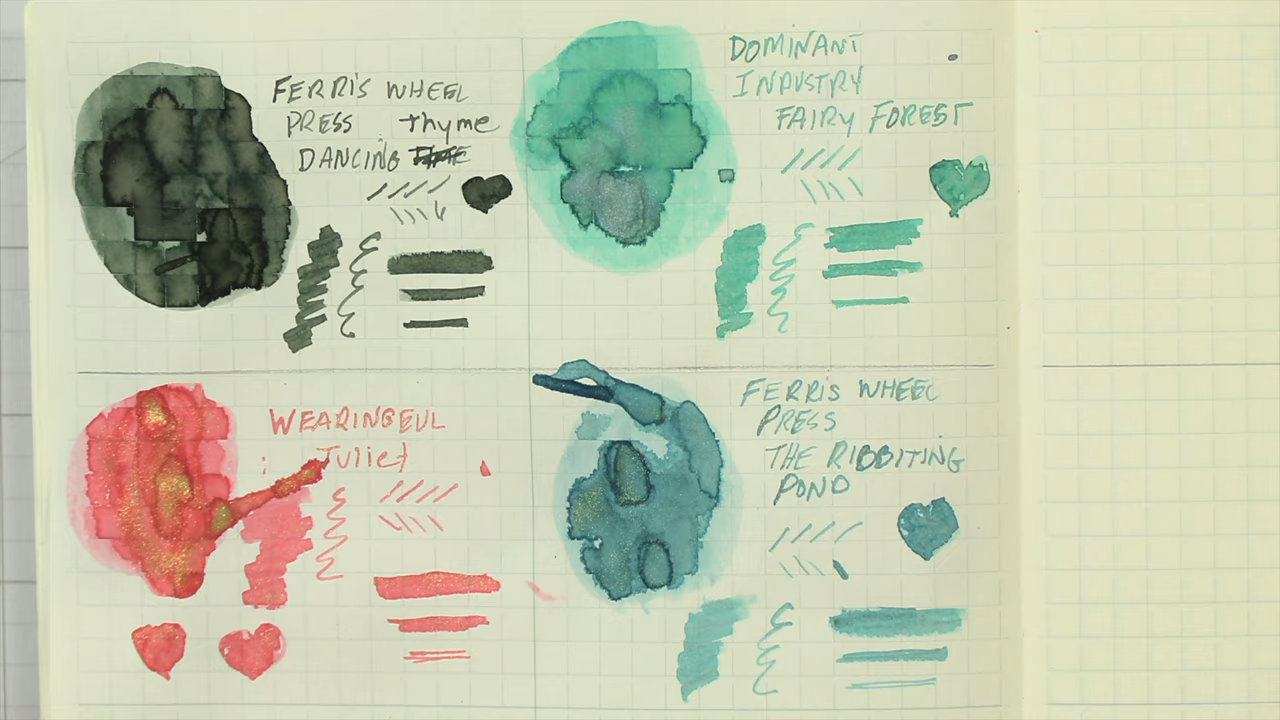 FERRIS WHEEL
PRESS thyme
DANCING
DOMINANT
INDUSTRY
FAIRY FOREST
WEARINGEUL
Juliet
FERRIS WHEEL
PRESS
THE RIBBITING
POND